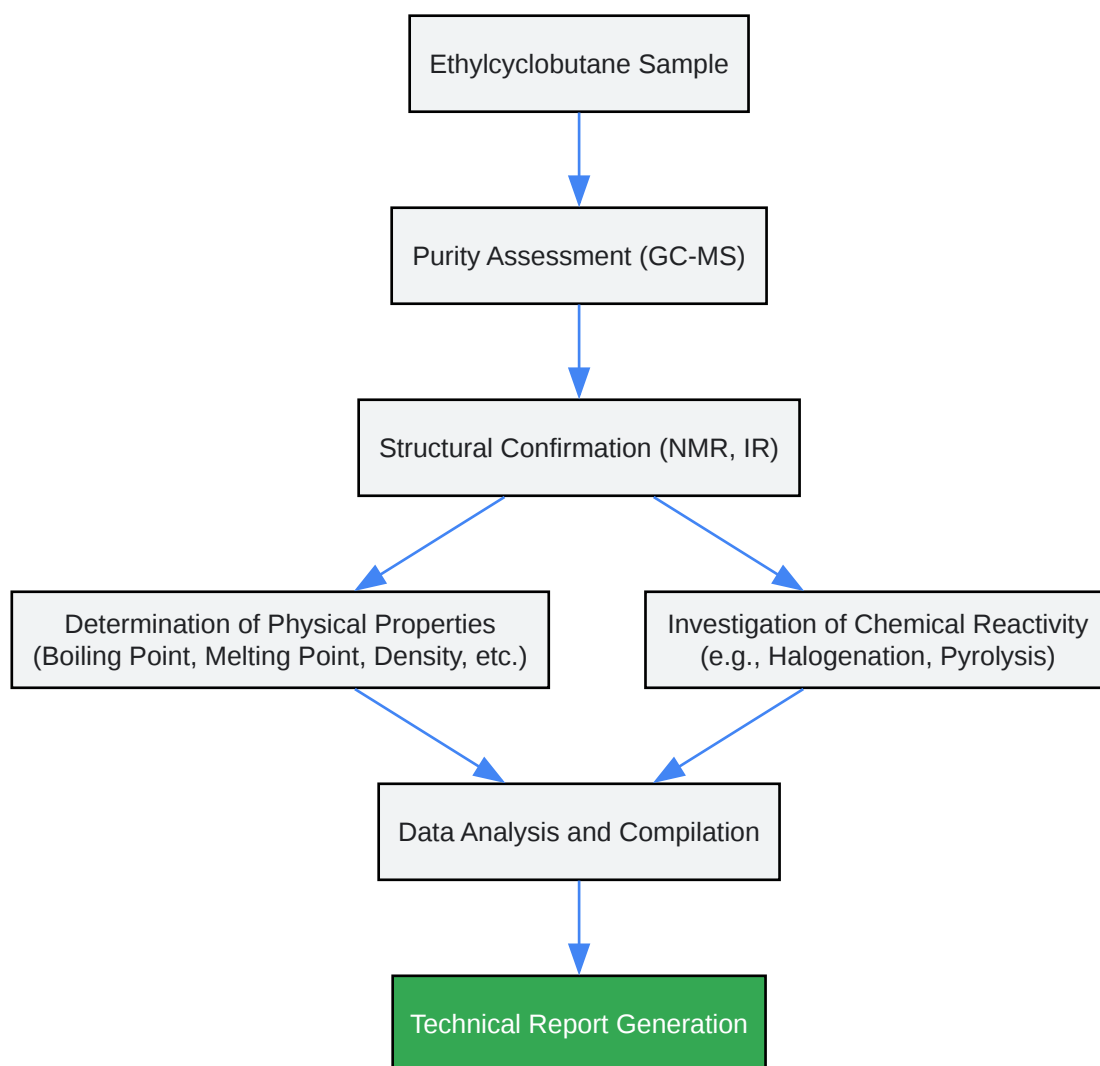 Ethylcyclobutane Sample
Purity Assessment (GC-MS)
Structural Confirmation (NMR, IR)
Determination of Physical Properties
(Boiling Point, Melting Point, Density, etc.)
Investigation of Chemical Reactivity
(e.g., Halogenation, Pyrolysis)
Data Analysis and Compilation
Technical Report Generation